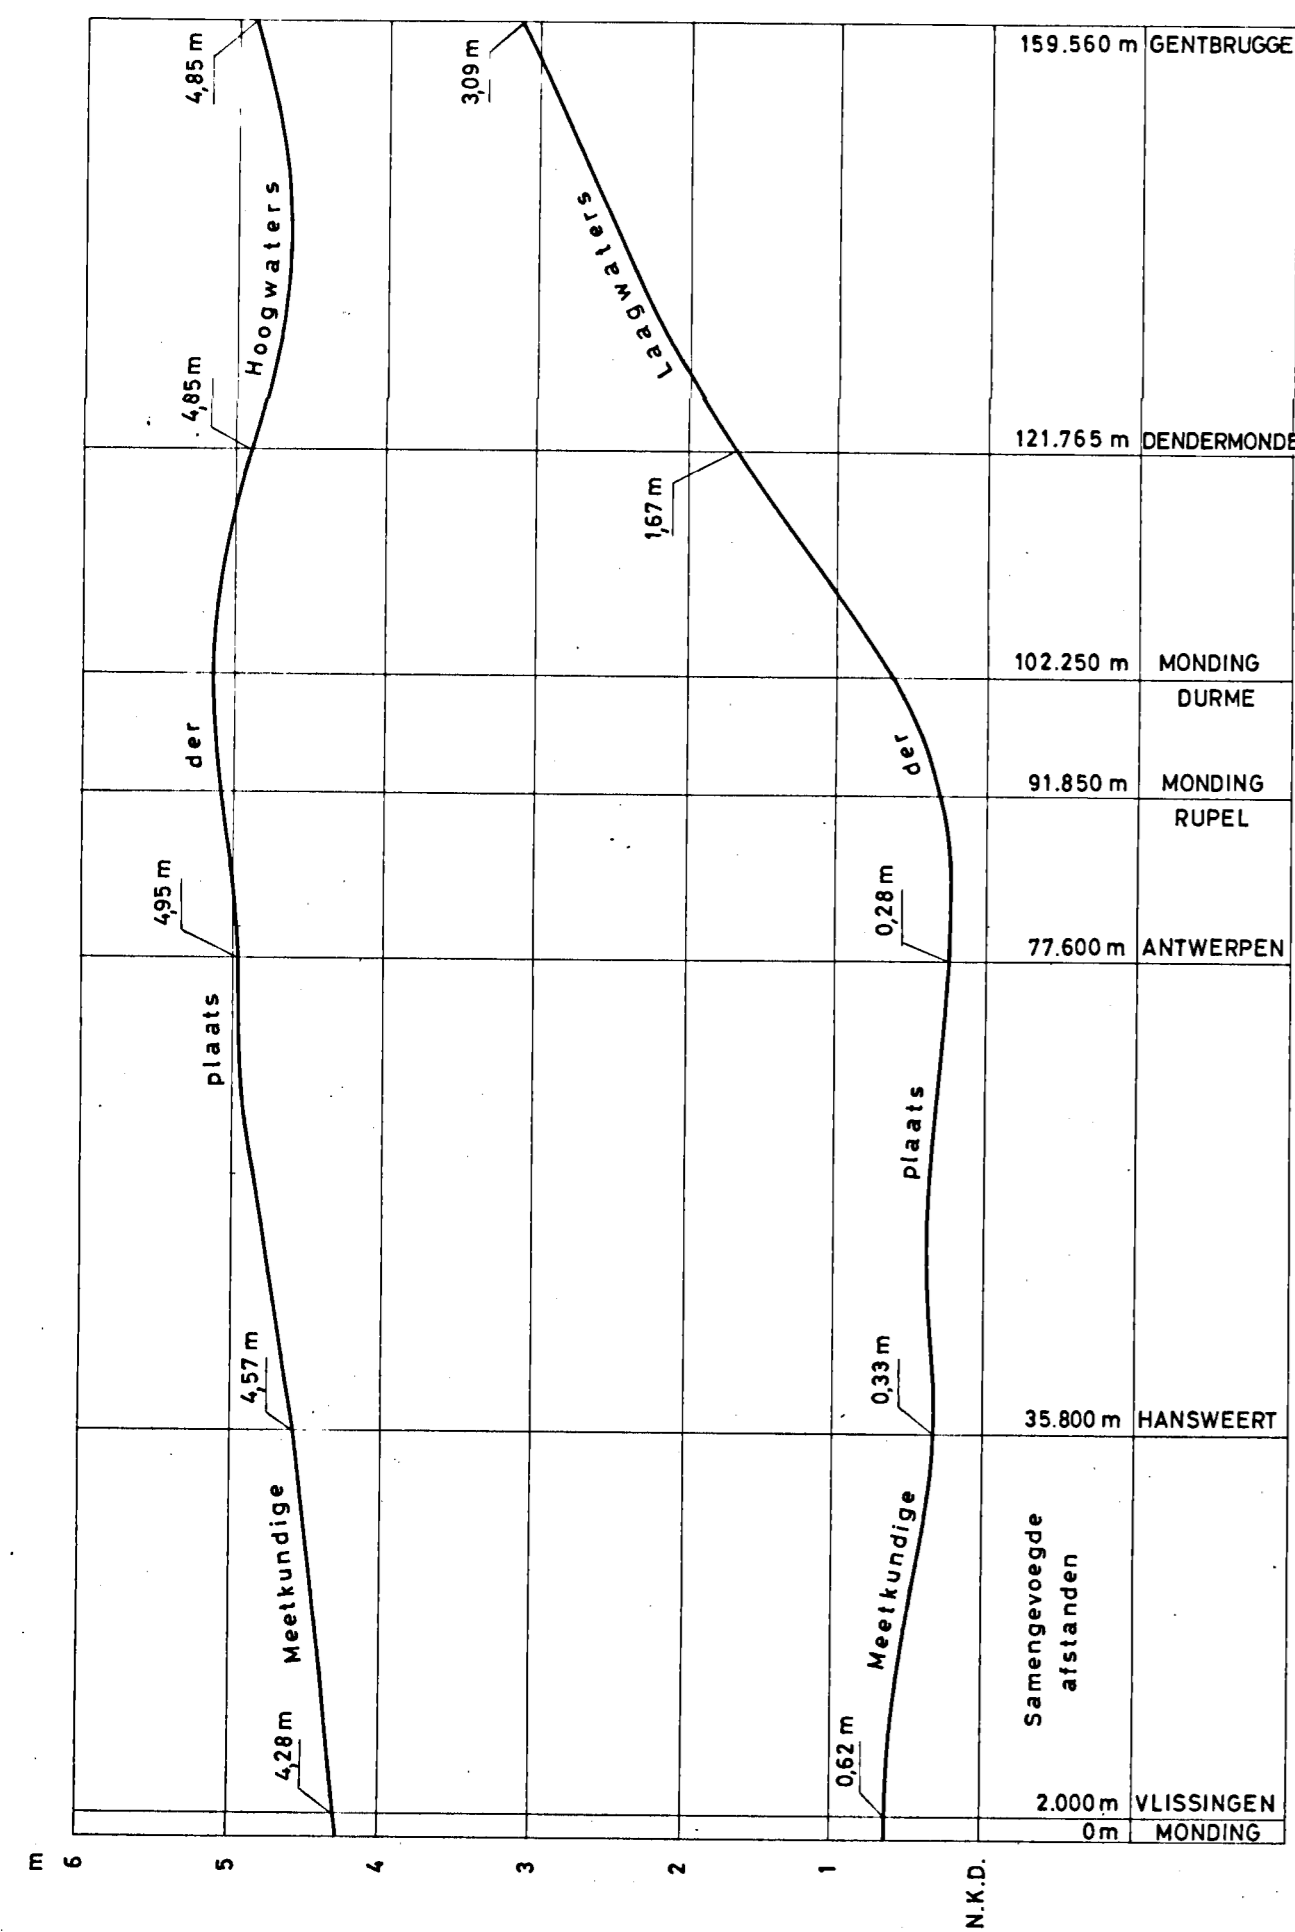 159.560 m GENTBRUGGE
4,85 m
3,09 m
Meetkundige plaats der Hoogwaters
Meetkundige plaats der Laagwaters
4,85 m
121.765 m DENDERMONDE
1,67 m
102.250 m MONDING
DURME
91.850 m MONDING
RUPEL
4,95 m
0,28 m
77.600 m ANTWERPEN
4,57 m
0,33 m
35.800 m HANSWEERT
Samengevoegde
afstanden
4,28 m
0,62 m
2.000 m VLISSINGEN
0 m MONDING
m 6 5 4 3 2 1 N.K.D.